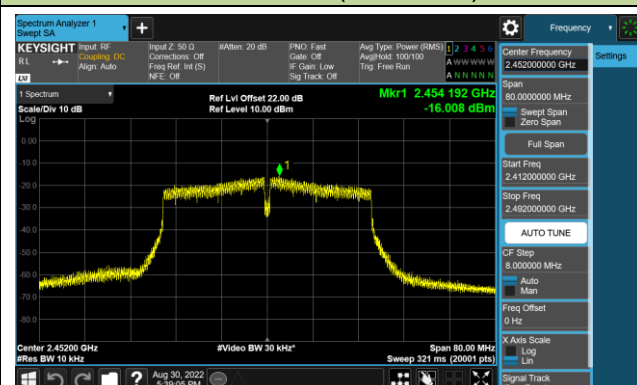 Spectrum Analyzer 1
Swept SA
Frequency
KEYSIGHT
Input: RF
Input Z: 50 Ω
#Atten: 20 dB
PNO: Fast
Avg Type: Power (RMS)
1 2 3 4 5 6
RL
Coupling: DC
Corrections: Off
Gate: Off
Avg|Hold: 100/100
A W W W W W
Align: Auto
Freq Ref: Int (S)
IF Gain: Low
Trig: Free Run
NFE: Off
Sig Track: Off
A N N N N N
LXI
Center Frequency
2.452000000 GHz
Settings
1 Spectrum
Ref Lvl Offset 22.00 dB
Mkr1 2.454 192 GHz
Scale/Div 10 dB
Ref Level 10.00 dBm
-16.008 dBm
Log
Span
80.0000000 MHz
Swept Span
Zero Span
Full Span
Start Freq
2.412000000 GHz
Stop Freq
2.492000000 GHz
AUTO TUNE
CF Step
8.000000 MHz
Auto
Man
Freq Offset
0 Hz
X Axis Scale
Log
Lin
Signal Track
0.00
-10.0
1
-20.0
-30.0
-40.0
-50.0
-60.0
-70.0
-80.0
Center 2.45200 GHz
#Video BW 30 kHz*
Span 80.00 MHz
#Res BW 10 kHz
Sweep 321 ms (20001 pts)
Aug 30, 2022
5:39:05 PM